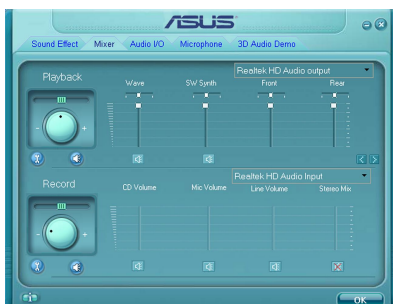 ASUS
Sound Effect Mixer Audio I/O Microphone 3D Audio Demo
Playback
Realtek HD Audio output
Wave SW Synth Front Rear
- +
Record
Realtek HD Audio Input
CD Volume Mic Volume Line Volume Stereo Mix
- +
OK